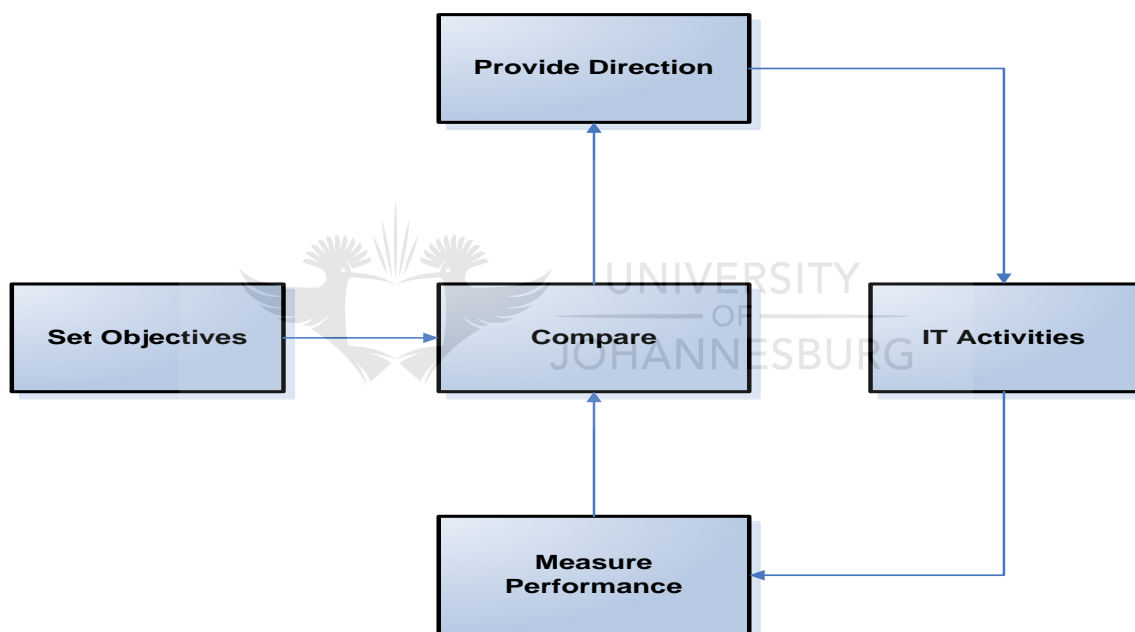 Provide Direction
UNIVERSITY
OF
JOHANNESBURG
Set Objectives
Compare
IT Activities
Measure
Performance